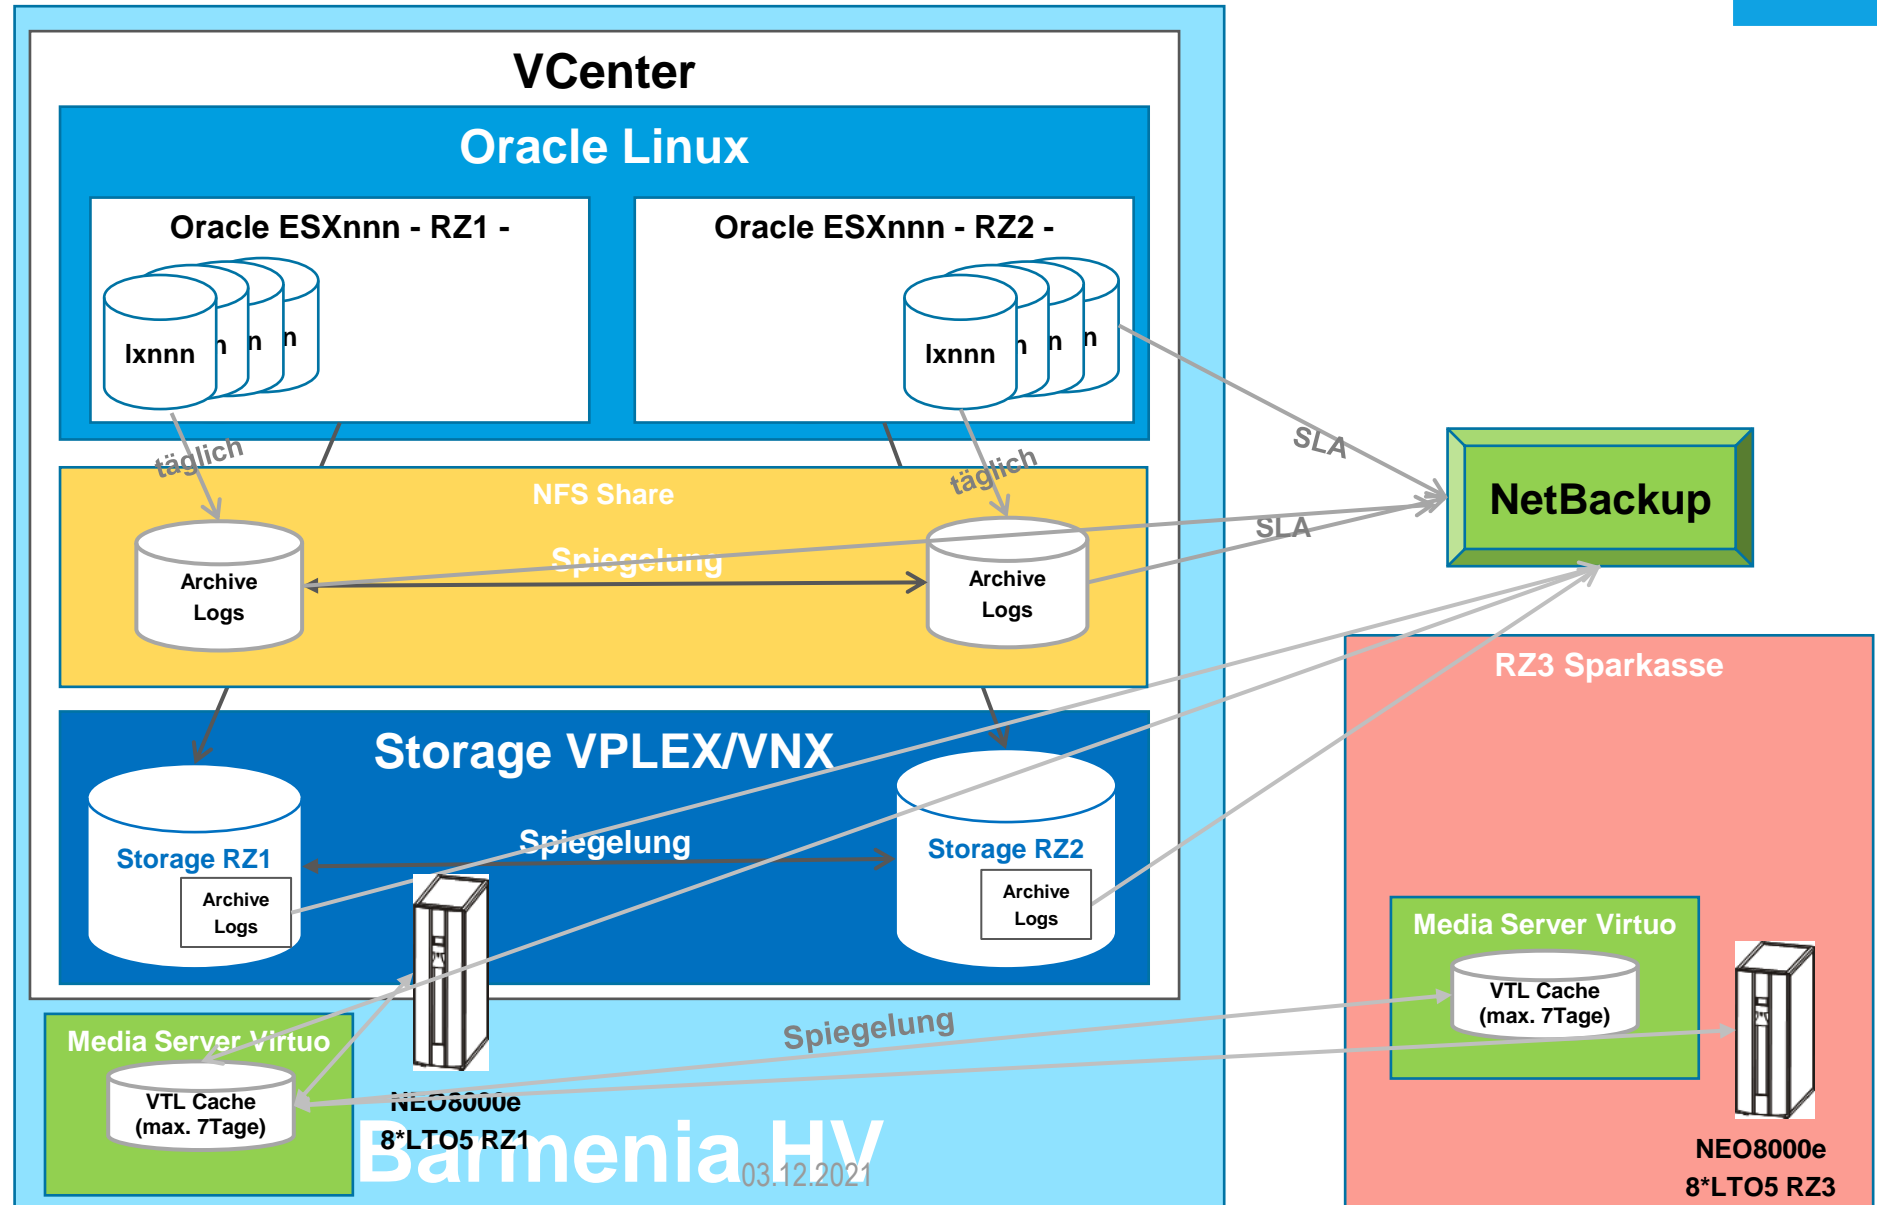 VCenter
Oracle Linux
Oracle ESXnnn - RZ1 -
Oracle ESXnnn - RZ2 -
lxnnn
n
n
n
lxnnn
n
n
n
täglich
täglich
SLA
NFS Share
SLA
NetBackup
Spiegelung
Archive
Logs
Archive
Logs
RZ3 Sparkasse
Storage VPLEX/VNX
Spiegelung
Storage RZ1
Storage RZ2
Archive
Logs
Archive
Logs
Media Server Virtuo
VTL Cache
(max. 7Tage)
Media Server Virtuo
VTL Cache
(max. 7Tage)
Spiegelung
NEO8000e
8*LTO5 RZ1
Barmenia HV
03.12.2021
NEO8000e
8*LTO5 RZ3